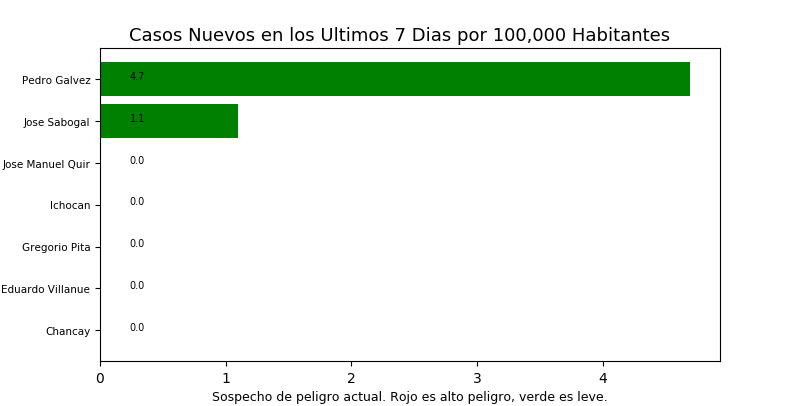 Casos Nuevos en los Ultimos 7 Dias por 100,000 Habitantes
Pedro Galvez 4.7
Jose Sabogal 1.1
Jose Manuel Quir 0.0
Ichocan 0.0
Gregorio Pita 0.0
Eduardo Villanue 0.0
Chancay 0.0
0 1 2 3 4
Sospecho de peligro actual. Rojo es alto peligro, verde es leve.